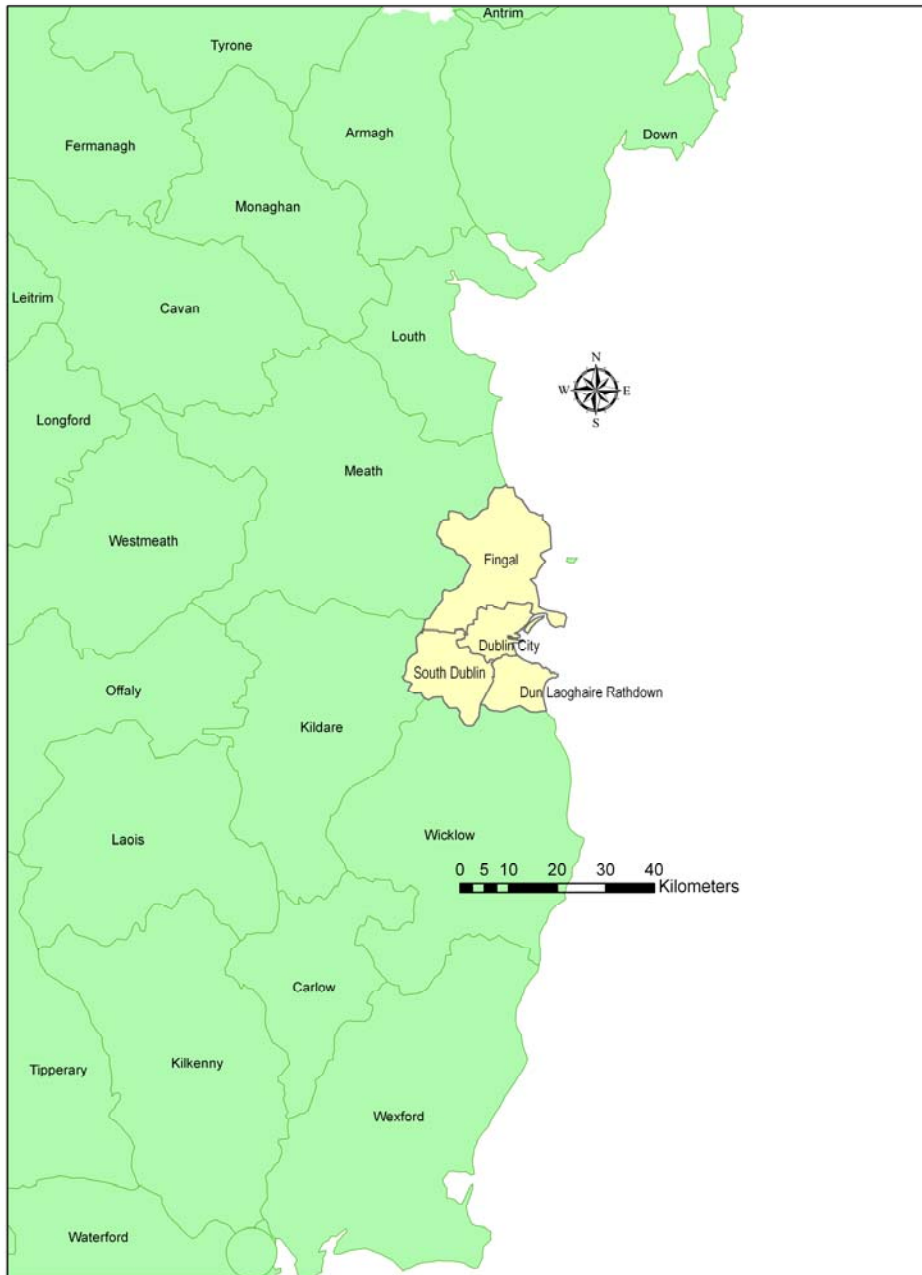 Antrim
Tyrone
Armagh
Down
Fermanagh
Monaghan
Leitrim
Cavan
Louth
N
W E
S
Longford
Meath
Westmeath
Fingal
Dublin City
South Dublin
Offaly
Dun Laoghaire Rathdown
Kildare
Laois
Wicklow
0 5 10 20 30 40
Kilometers
Carlow
Tipperary
Kilkenny
Wexford
Waterford